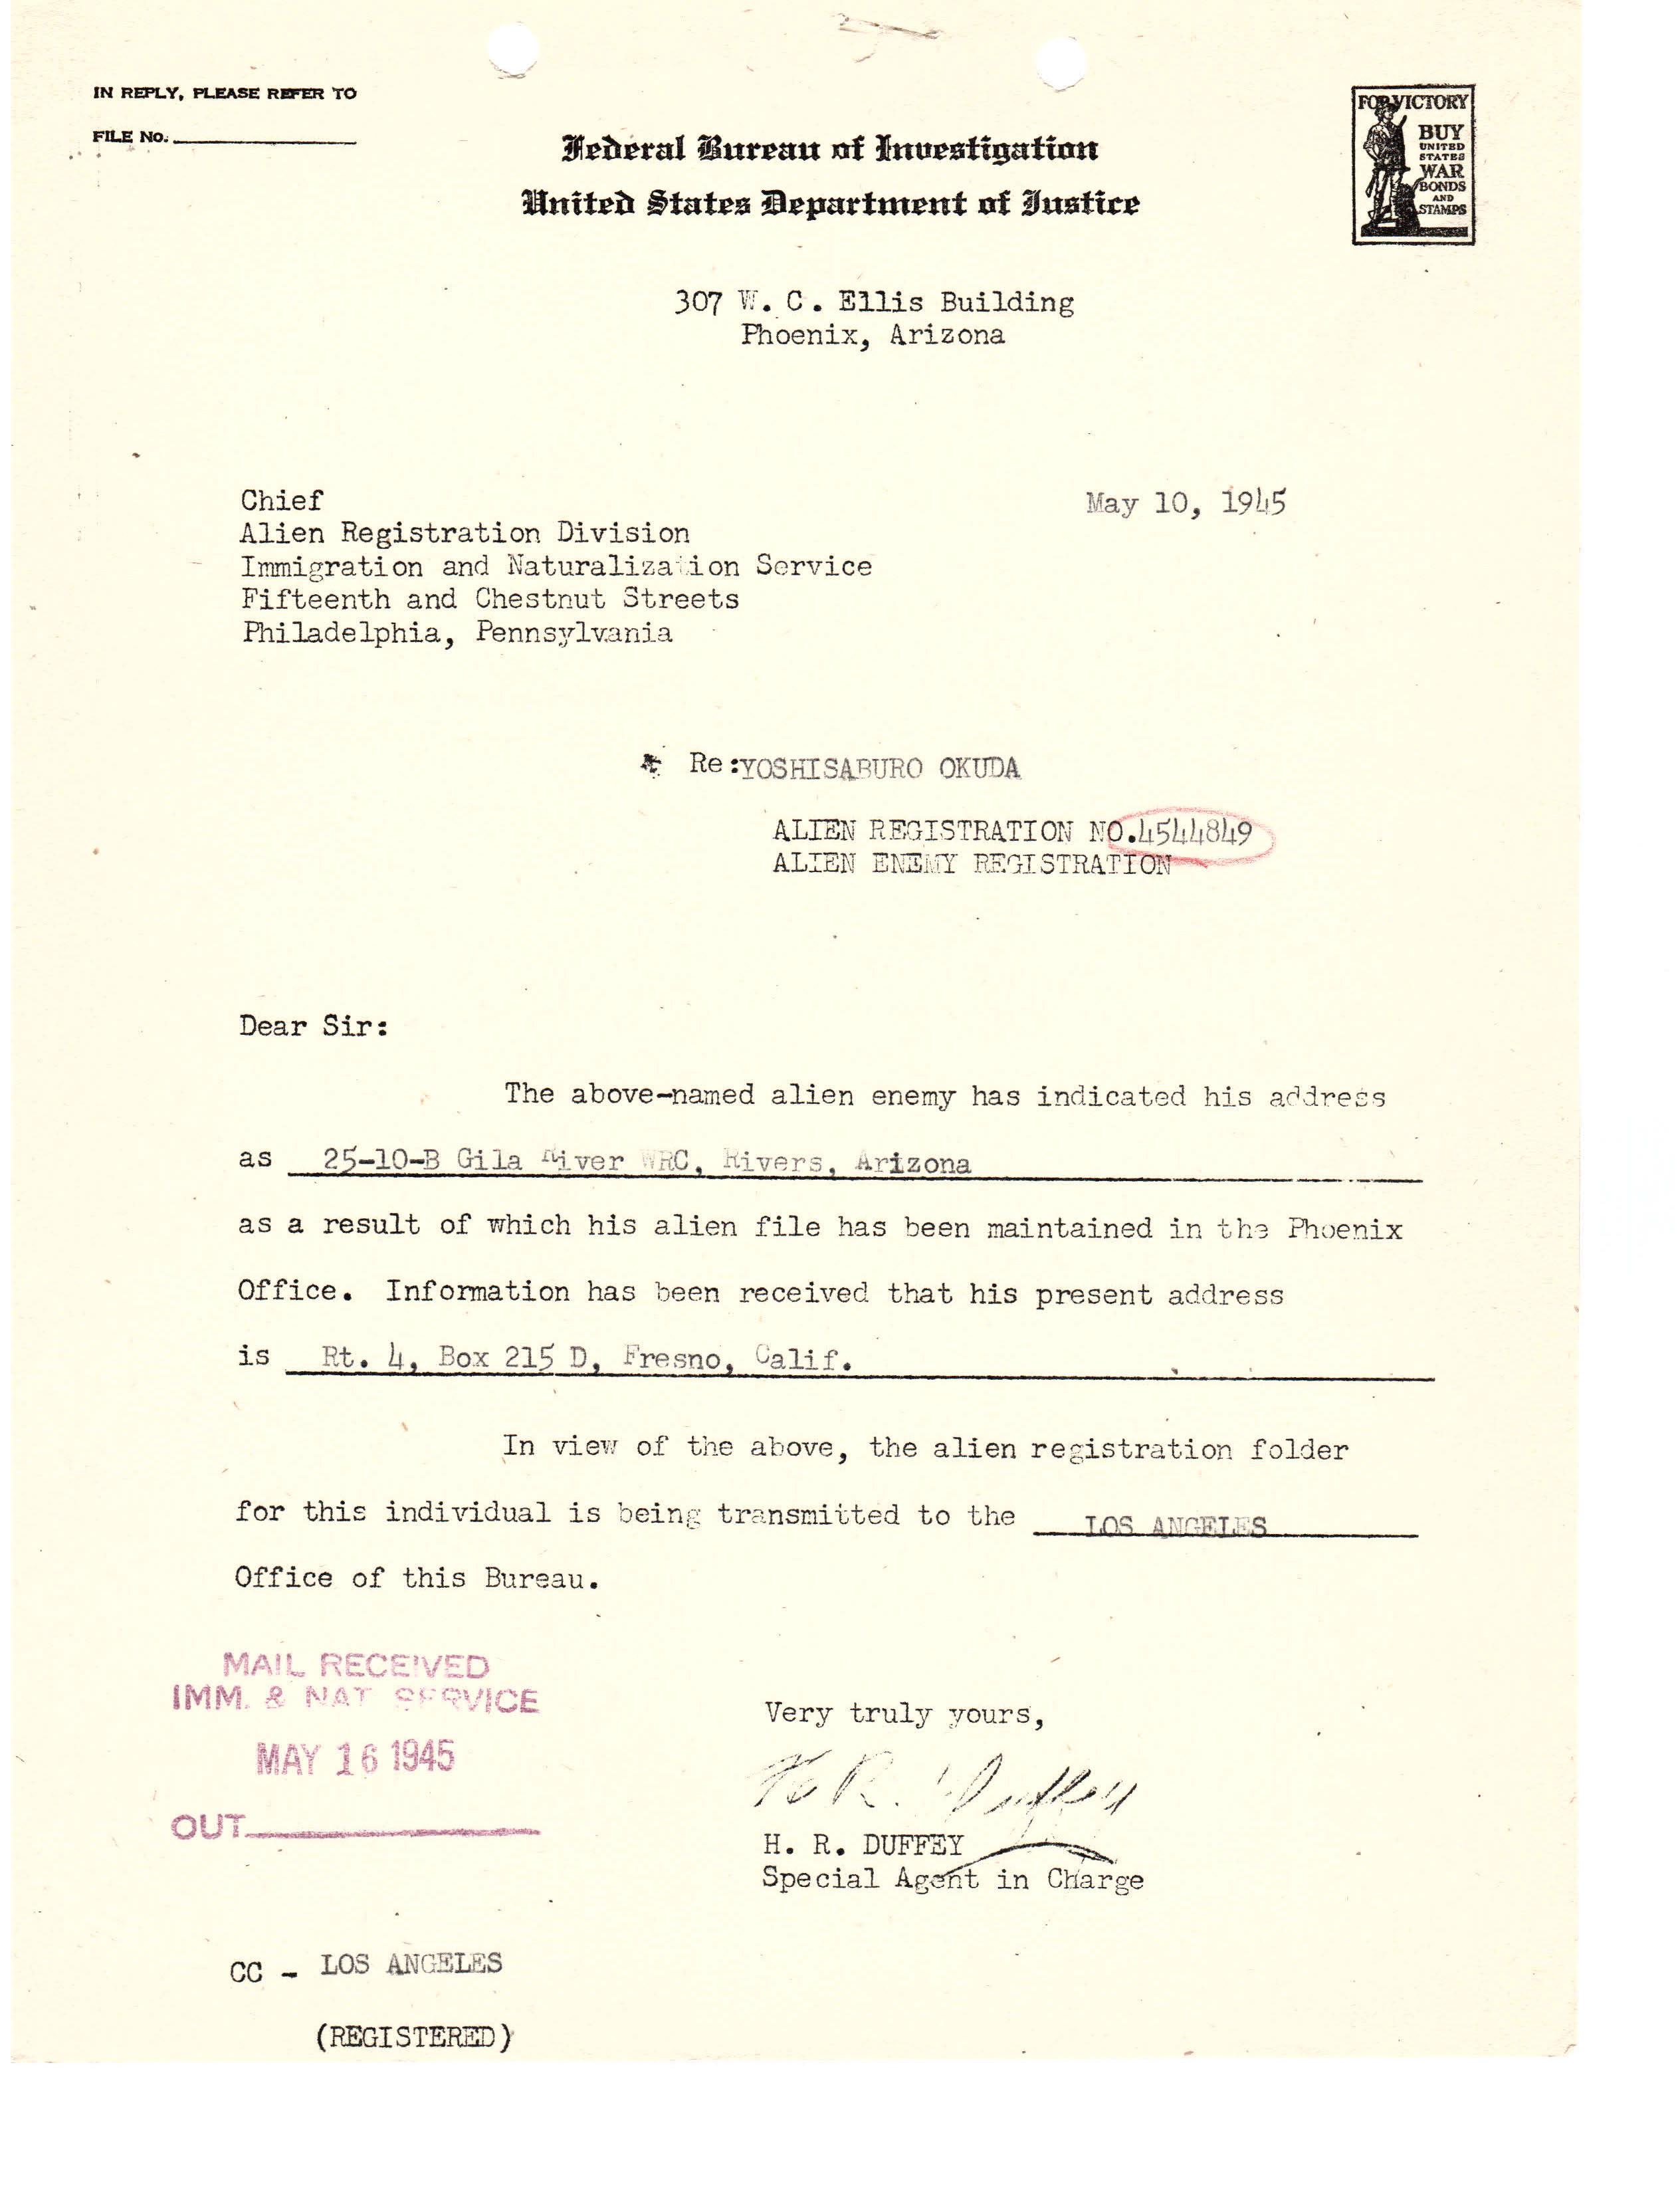 IN REPLY, PLEASE REFER TO
FILE No.
Federal Bureau of Investigation
United States Department of Justice
FOR VICTORY
BUY
UNITED
STATES
WAR
BONDS
AND
STAMPS
307 W. C. Ellis Building
Phoenix, Arizona
May 10, 1945
Chief
Alien Registration Division
Immigration and Naturalization Service
Fifteenth and Chestnut Streets
Philadelphia, Pennsylvania
Re:YOSHISABURO OKUDA
ALIEN REGISTRATION NO.4544849
ALIEN ENEMY REGISTRATION
Dear Sir:
The above-named alien enemy has indicated his address
as 25-10-B Gila River WRC, Rivers, Arizona
as a result of which his alien file has been maintained in the Phoenix
Office. Information has been received that his present address
is Rt. 4, Box 215 D, Fresno, Calif.
In view of the above, the alien registration folder
for this individual is being transmitted to the LOS ANGELES
Office of this Bureau.
MAIL RECEIVED
IMM. & NAT SERVICE
MAY 16 1945
OUT
Very truly yours,
H R. Duffey
H. R. DUFFEY
Special Agent in Charge
CC - LOS ANGELES
(REGISTERED)